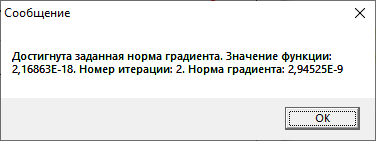 Сообщение
Достигнута заданная норма градиента. Значение функции:
2,16863E-18. Номер итерации: 2. Норма градиента: 2,94525E-9
OK